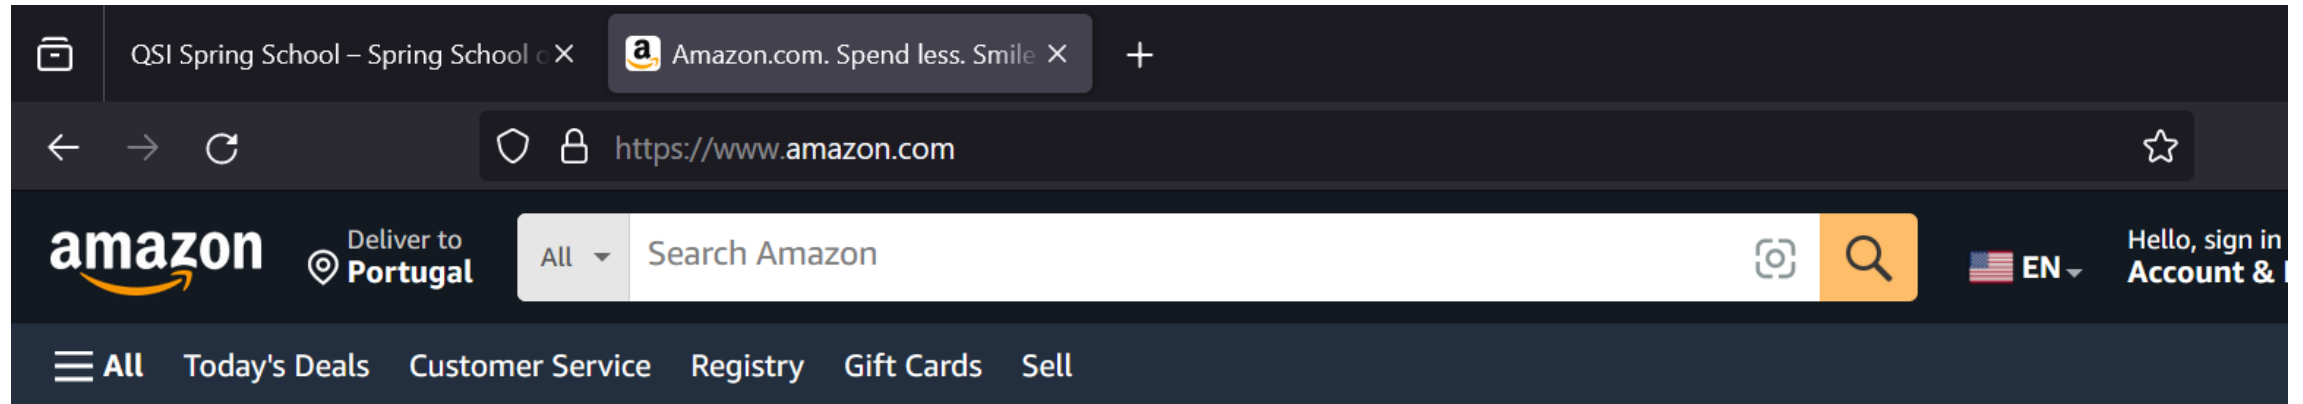 QSI Spring School – Spring School o
Amazon.com. Spend less. Smile
https://www.amazon.com
amazon
Deliver to
Portugal
All
Search Amazon
EN
Hello, sign in
Account &
All Today's Deals Customer Service Registry Gift Cards Sell